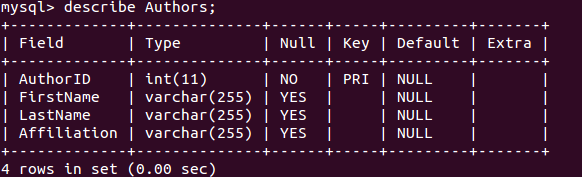 mysql> describe Authors;
+-------------+--------------+------+-----+---------+-------+
| Field       | Type         | Null | Key | Default | Extra |
+-------------+--------------+------+-----+---------+-------+
| AuthorID    | int(11)      | NO   | PRI | NULL    |       |
| FirstName   | varchar(255) | YES  |     | NULL    |       |
| LastName    | varchar(255) | YES  |     | NULL    |       |
| Affiliation | varchar(255) | YES  |     | NULL    |       |
+-------------+--------------+------+-----+---------+-------+
4 rows in set (0.00 sec)